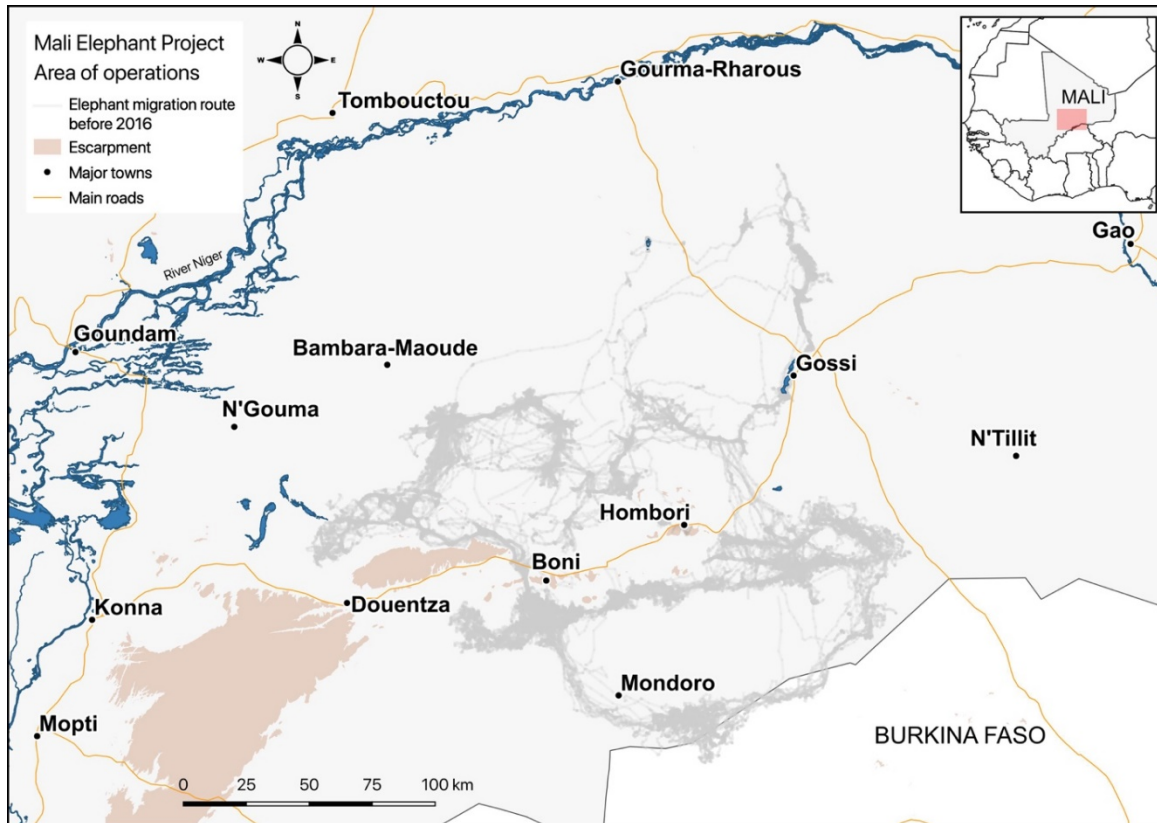 Mali Elephant Project
Area of operations
Elephant migration route
before 2016
Escarpment
Major towns
Main roads
N
W
E
S
Tombouctou
Gourma-Rharous
MALI
Gao
River Niger
Goundam
Bambara-Maoude
Gossi
N'Gouma
N'Tillit
Hombori
Boni
Konna
Douentza
Mondoro
Mopti
BURKINA FASO
0 25 50 75 100 km